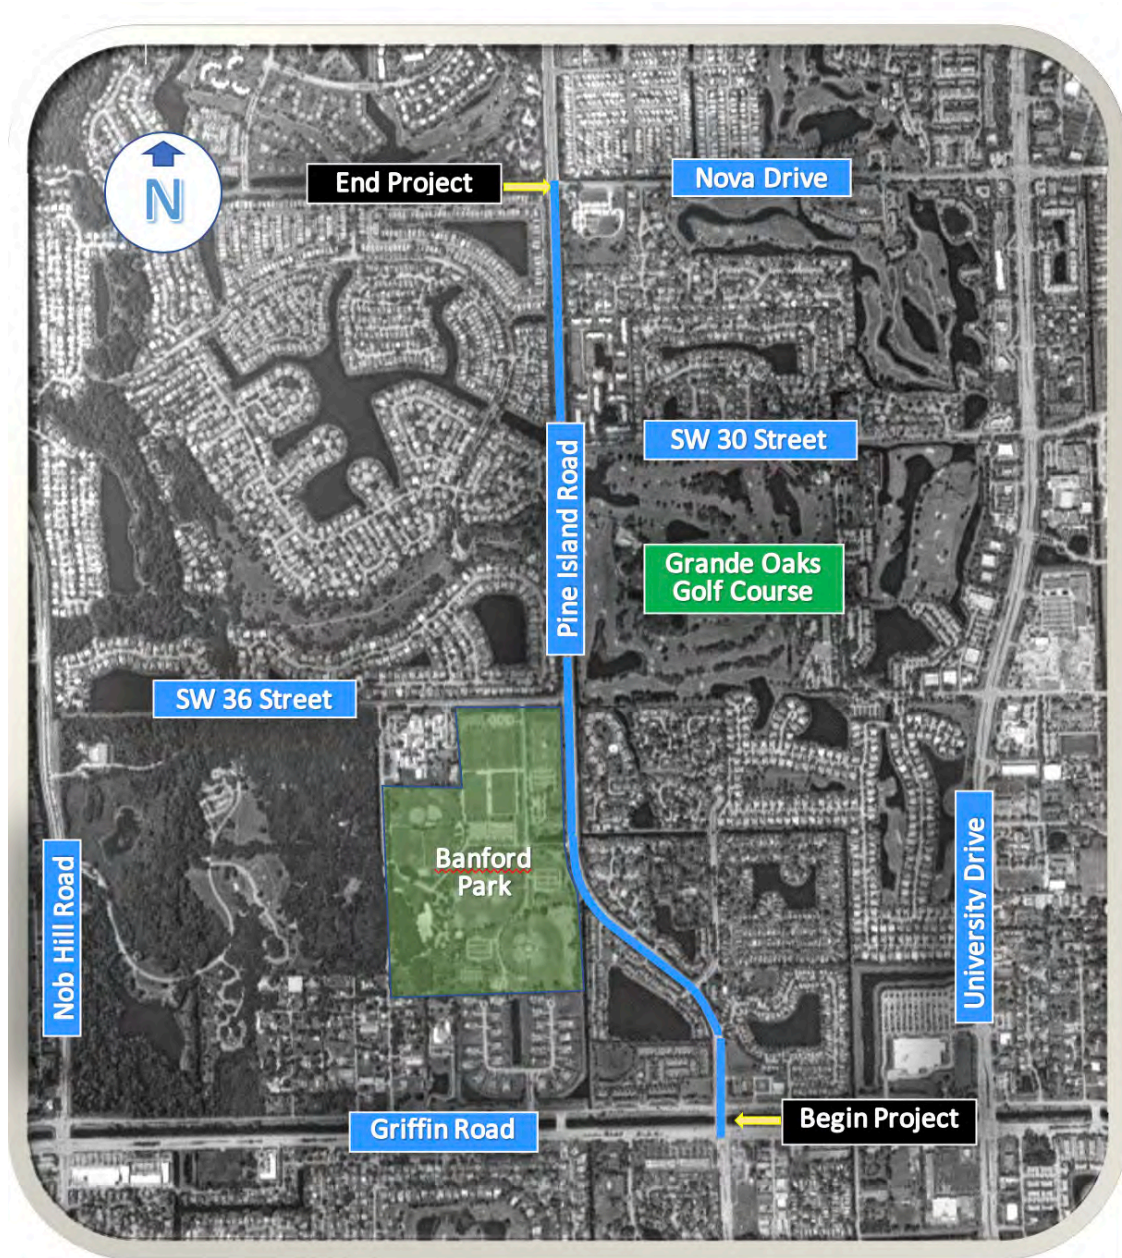 N
End Project
Nova Drive
SW 30 Street
Pine Island Road
Grande Oaks
Golf Course
SW 36 Street
Banford
Park
Nob Hill Road
University Drive
Griffin Road
Begin Project